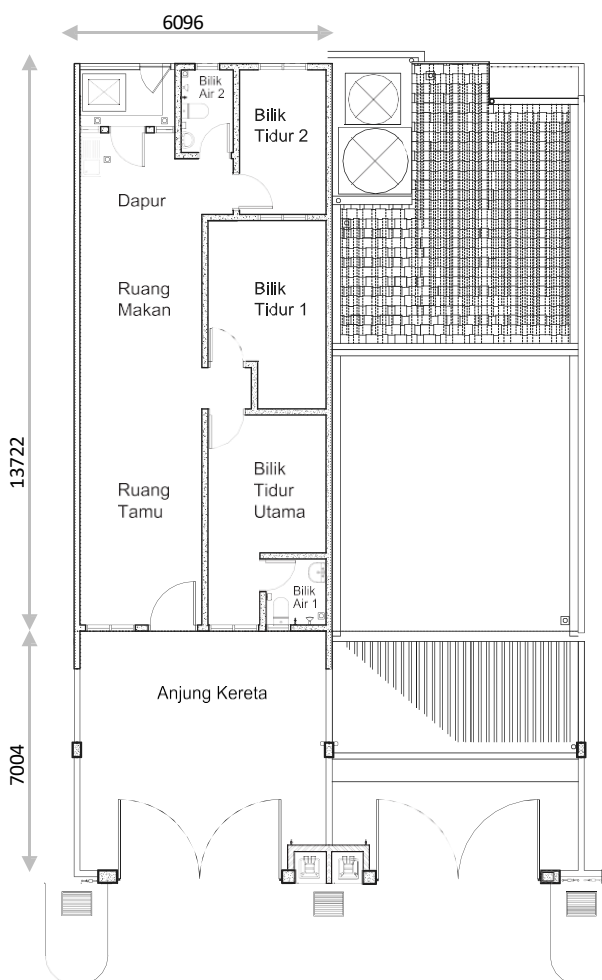 6096
Bilik
Air 2
Bilik
Tidur 2
Dapur
Ruang
Makan
Bilik
Tidur 1
13722
Ruang
Tamu
Bilik
Tidur
Utama
Bilik
Air 1
Anjung Kereta
7004